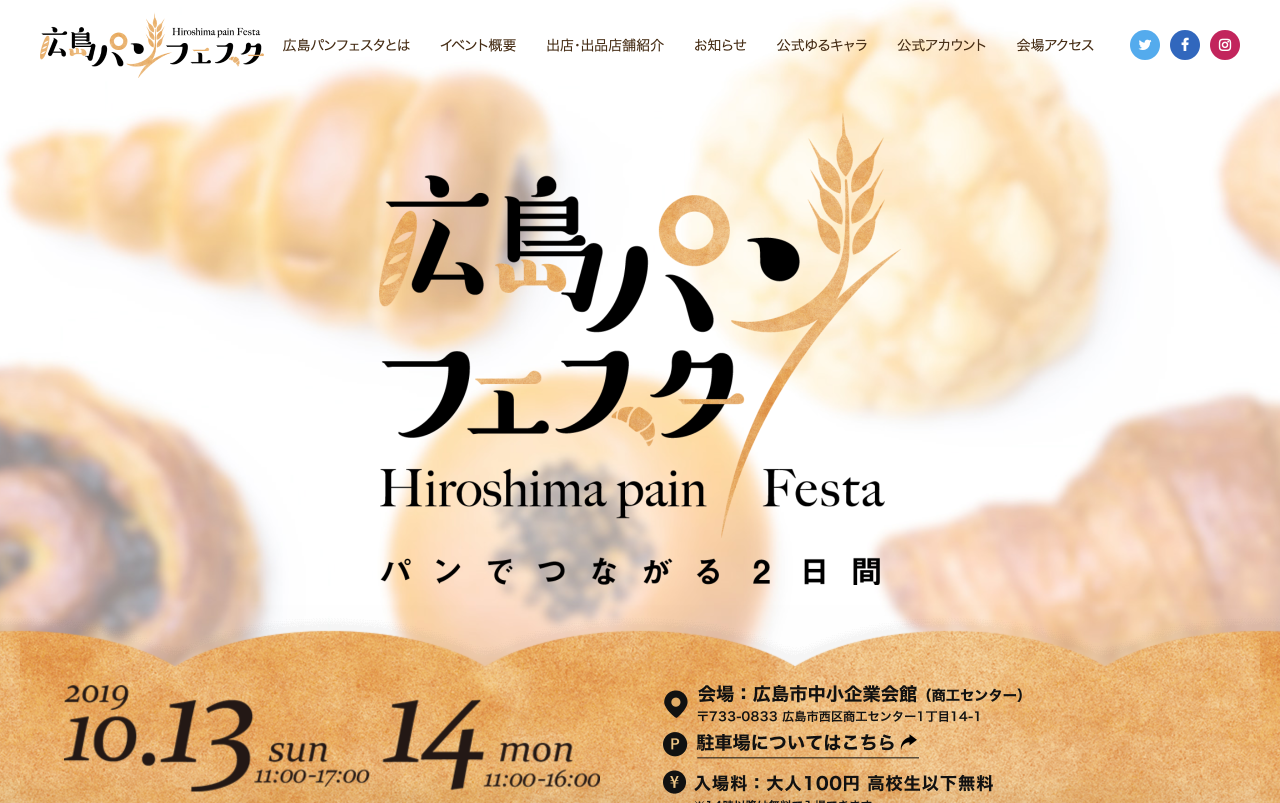 広島パンフェスタ
Hiroshima pain Festa
広島パンフェスタとは
イベント概要
出店・出品店舗紹介
お知らせ
公式ゆるキャラ
公式アカウント
会場アクセス
広島パン
フェスタ
Hiroshima pain Festa
パンでつながる2日間
2019
10.13 sun
11:00-17:00
14 mon
11:00-16:00
会場：広島市中小企業会館（商工センター）
〒733-0833 広島市西区商工センター1丁目14-1
P 駐車場についてはこちら
¥ 入場料：大人100円 高校生以下無料